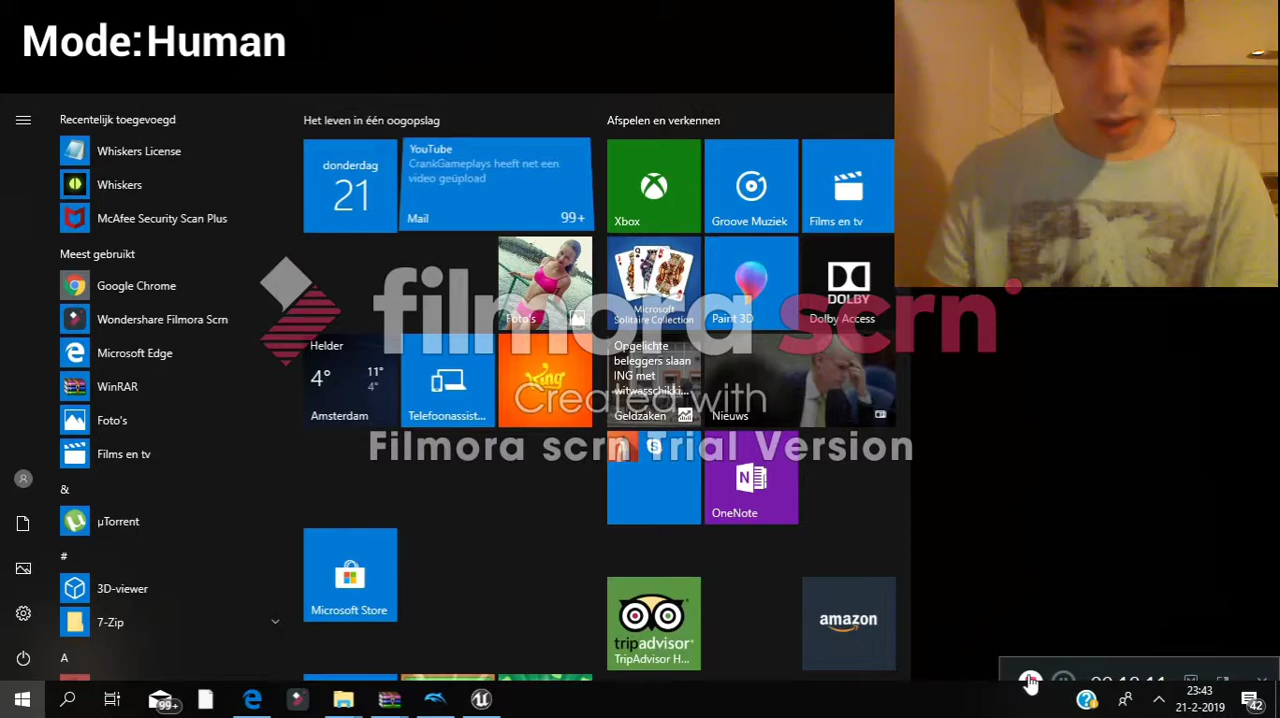 Mode:Human
Recentelijk toegevoegd
Whiskers License
Whiskers
McAfee Security Scan Plus
Meest gebruikt
Google Chrome
Wondershare Filmora Scrn
Microsoft Edge
WinRAR
Foto's
Films en tv
&
µTorrent
#
3D-viewer
7-Zip
A
Het leven in één oogopslag
donderdag
21
YouTube
CrankGameplays heeft net een
video geüpload
Mail
99+
Foto's
Helder
4°
11°
4°
Amsterdam
Telefoonassist...
King
Microsoft Store
Afspelen en verkennen
Xbox
Groove Muziek
Films en tv
Microsoft
Solitaire Collection
Paint 3D
DOLBY
Dolby Access
Opgelichte
beleggers slaan
ING met
witwasschikki...
Geldzaken
Nieuws
OneNote
tripadvisor
TripAdvisor H...
amazon
filmora scrn
Created with
Filmora scrn Trial Version
99+
23:43
21-2-2019
42